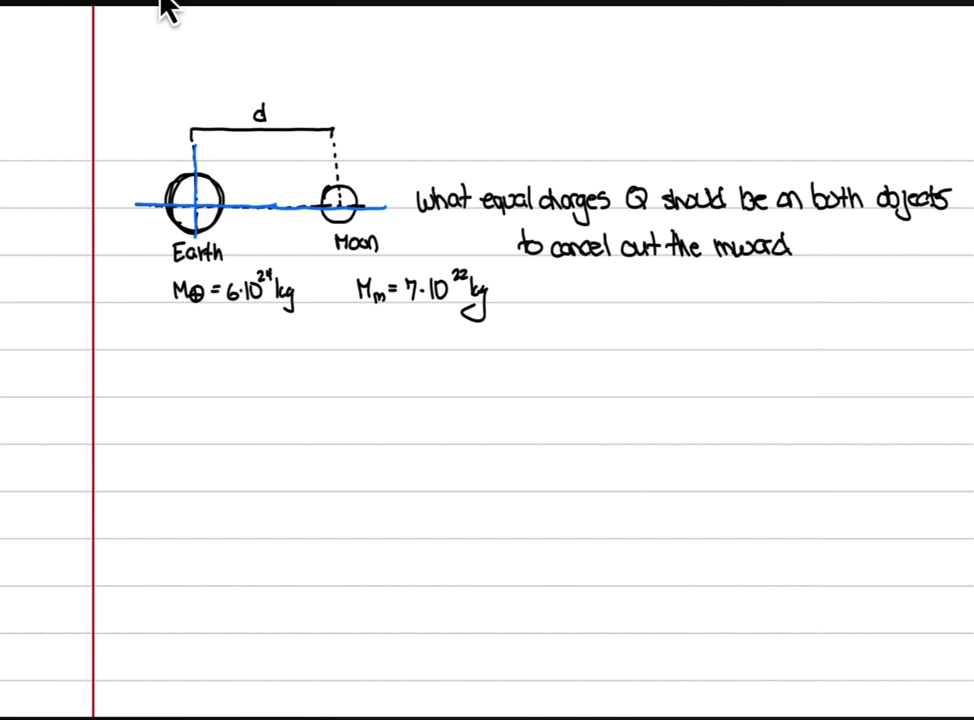 d
What equal charges Q should be on both objects
to cancel out the inward
Earth
Moon
M⊕ = 6·10²⁴ kg
Mₘ = 7·10²² kg